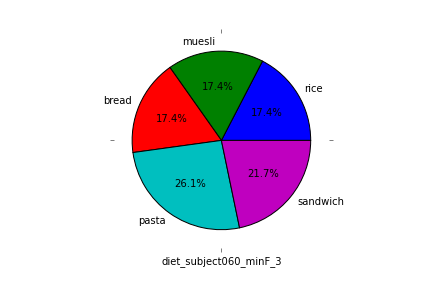 muesli
rice
17.4%
bread
17.4%
17.4%
26.1%
21.7%
sandwich
pasta
diet_subject060_minF_3